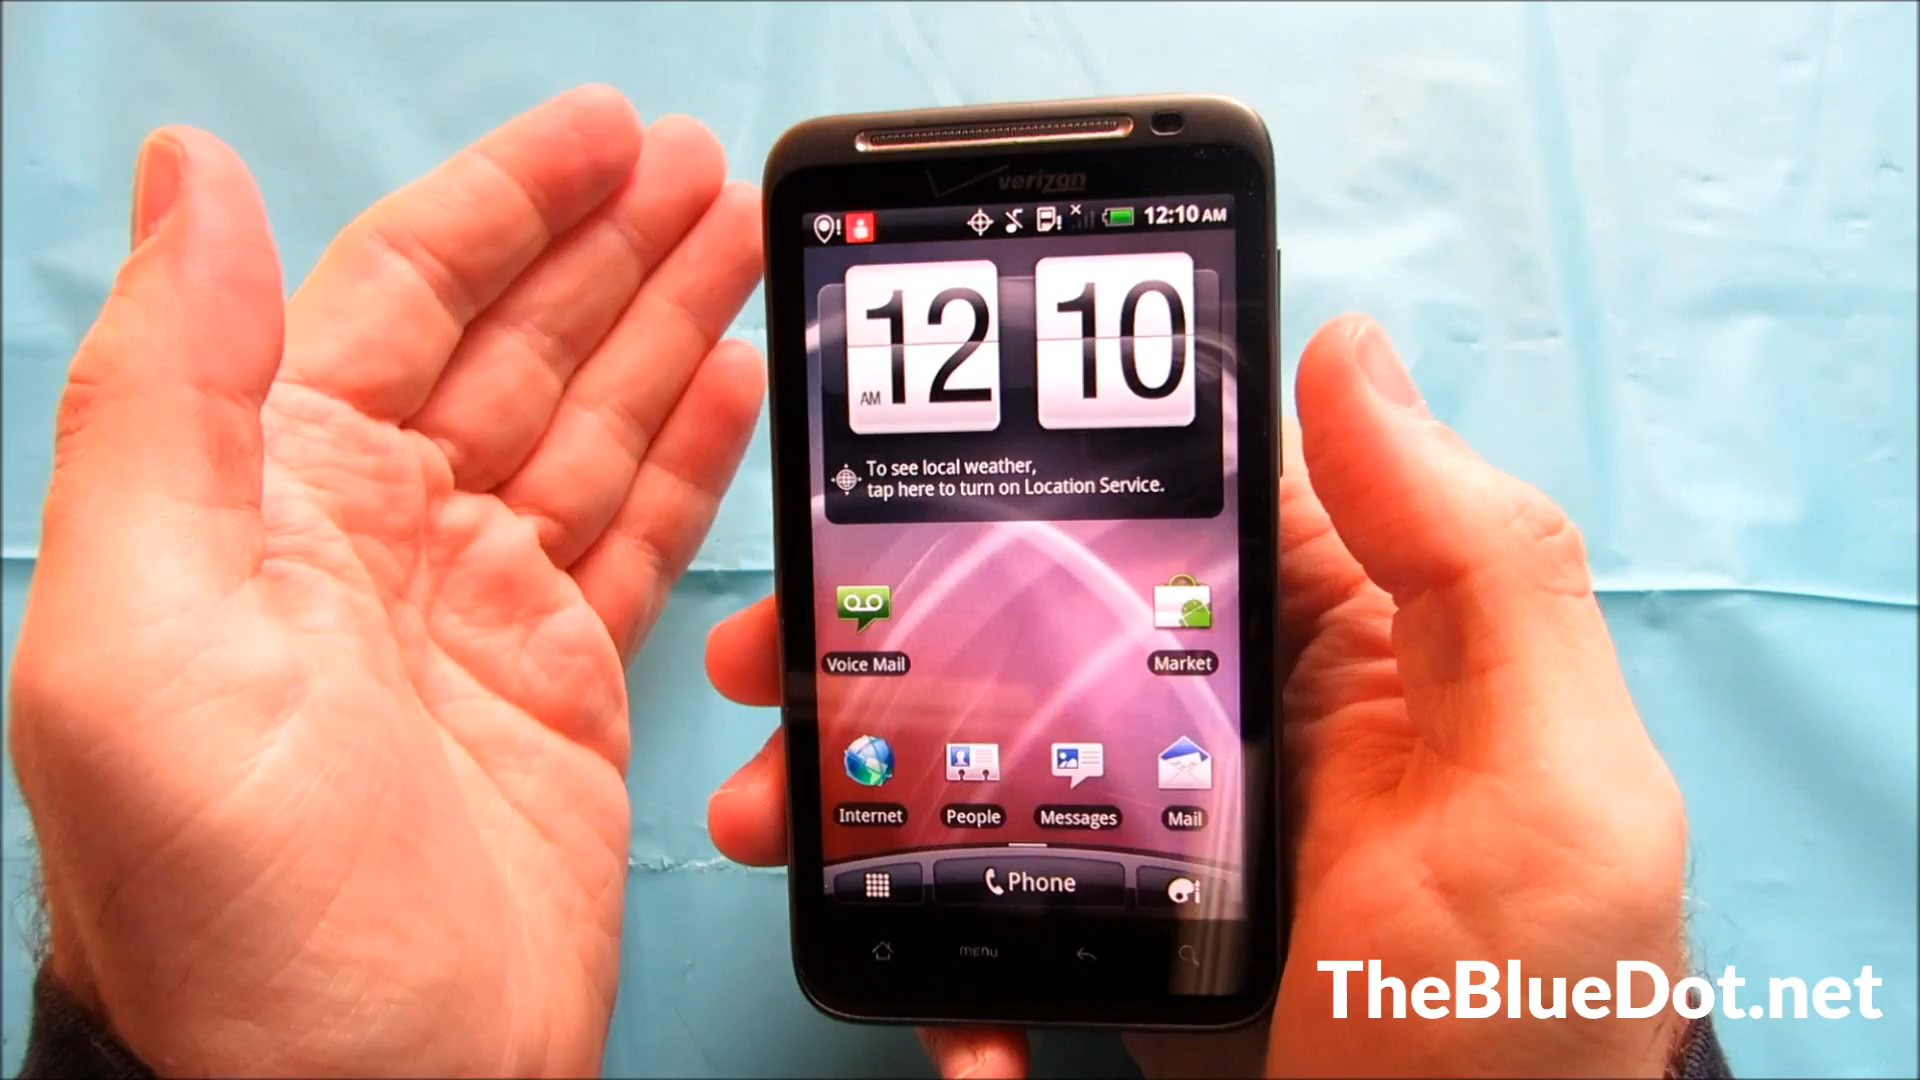 verizon
12:10 AM
12 10
AM
To see local weather,
tap here to turn on Location Service.
Voice Mail
Market
Internet
People
Messages
Mail
Phone
menu
TheBlueDot.net